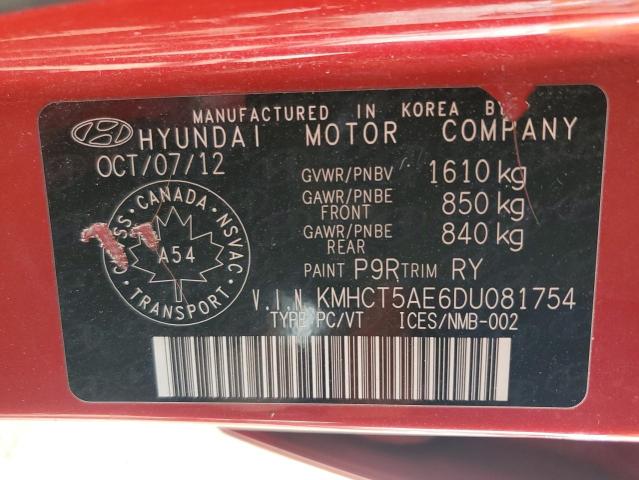 MANUFACTURED IN KOREA BY
HYUNDAI MOTOR COMPANY
OCT/07/12
GVWR/PNBV 1610 kg
GAWR/PNBE FRONT 850 kg
GAWR/PNBE REAR 840 kg
PAINT P9R TRIM RY
CANADA NSVAC
A54
TRANSPORT
V.I.N KMHCT5AE6DU081754
TYPE PC/VT ICES/NMB-002